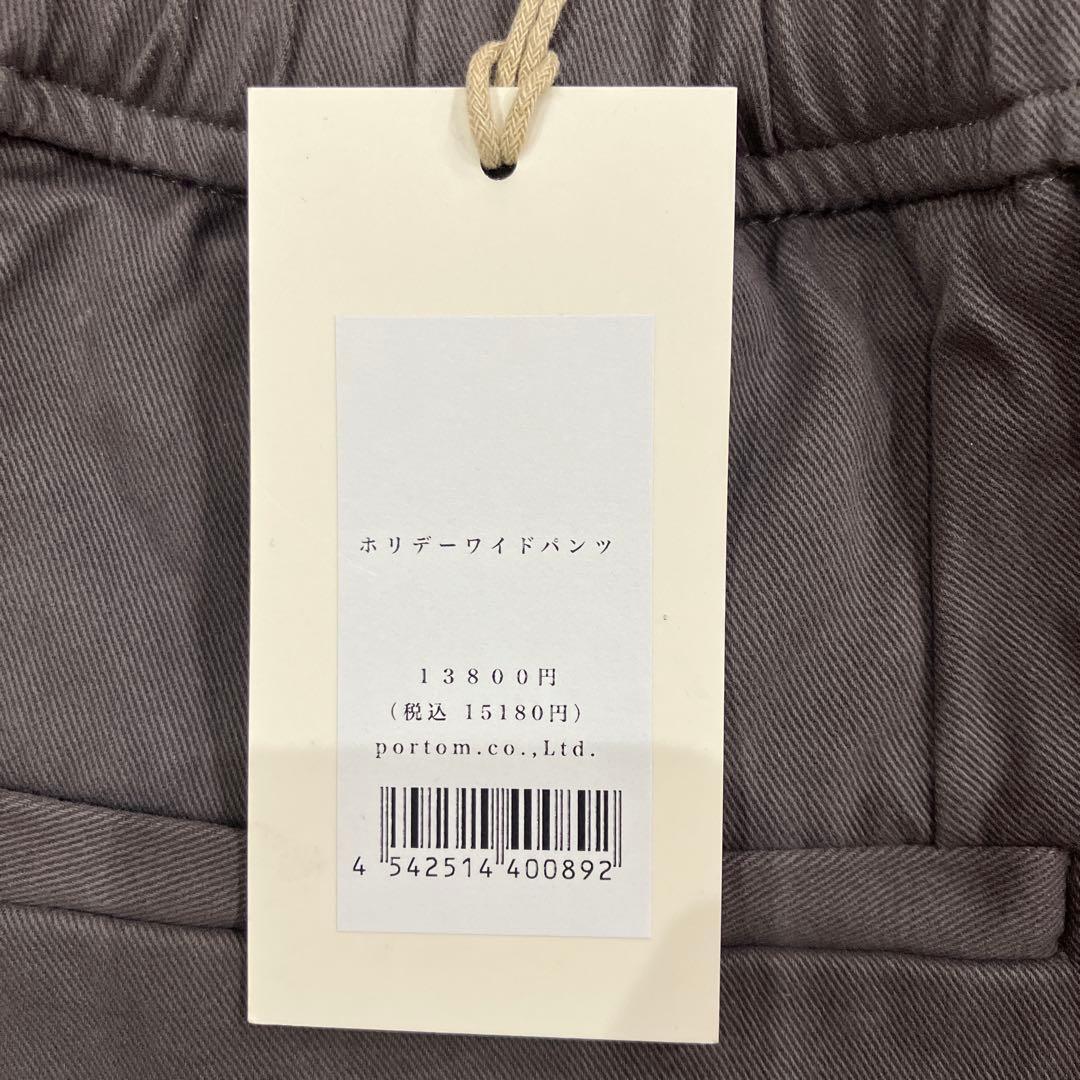 ホリデーワイドパンツ
13800円
(税込 15180円)
portom.co.,Ltd.
4 542514 400892